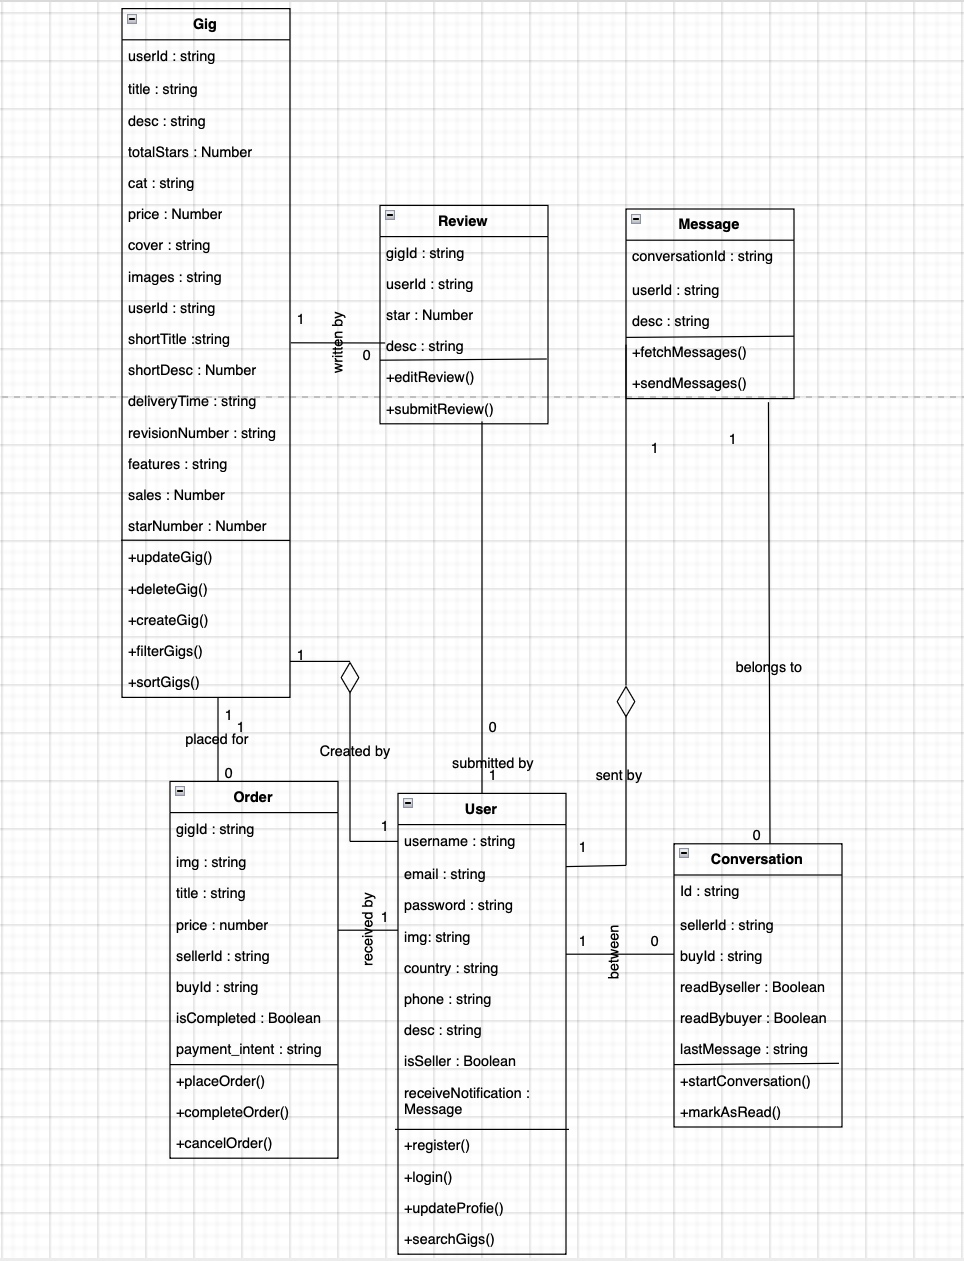 Gig
userId : string
title : string
desc : string
totalStars : Number
cat : string
price : Number
cover : string
images : string
userId : string
shortTitle :string
shortDesc : Number
deliveryTime : string
revisionNumber : string
features : string
sales : Number
starNumber : Number
+updateGig()
+deleteGig()
+createGig()
+filterGigs()
+sortGigs()
1
written by
0
Review
gigId : string
userId : string
star : Number
desc : string
+editReview()
+submitReview()
Message
conversationId : string
userId : string
desc : string
+fetchMessages()
+sendMessages()
1
1
1
belongs to
1
1
placed for
0
Created by
1
0
submitted by
1
sent by
1
0
Order
gigId : string
img : string
title : string
price : number
sellerId : string
buyId : string
isCompleted : Boolean
payment_intent : string
+placeOrder()
+completeOrder()
+cancelOrder()
received by
1
User
username : string
email : string
password : string
img: string
country : string
phone : string
desc : string
isSeller : Boolean
receiveNotification :
Message
+register()
+login()
+updateProfie()
+searchGigs()
1
between
0
Conversation
Id : string
sellerId : string
buyId : string
readByseller : Boolean
readBybuyer : Boolean
lastMessage : string
+startConversation()
+markAsRead()